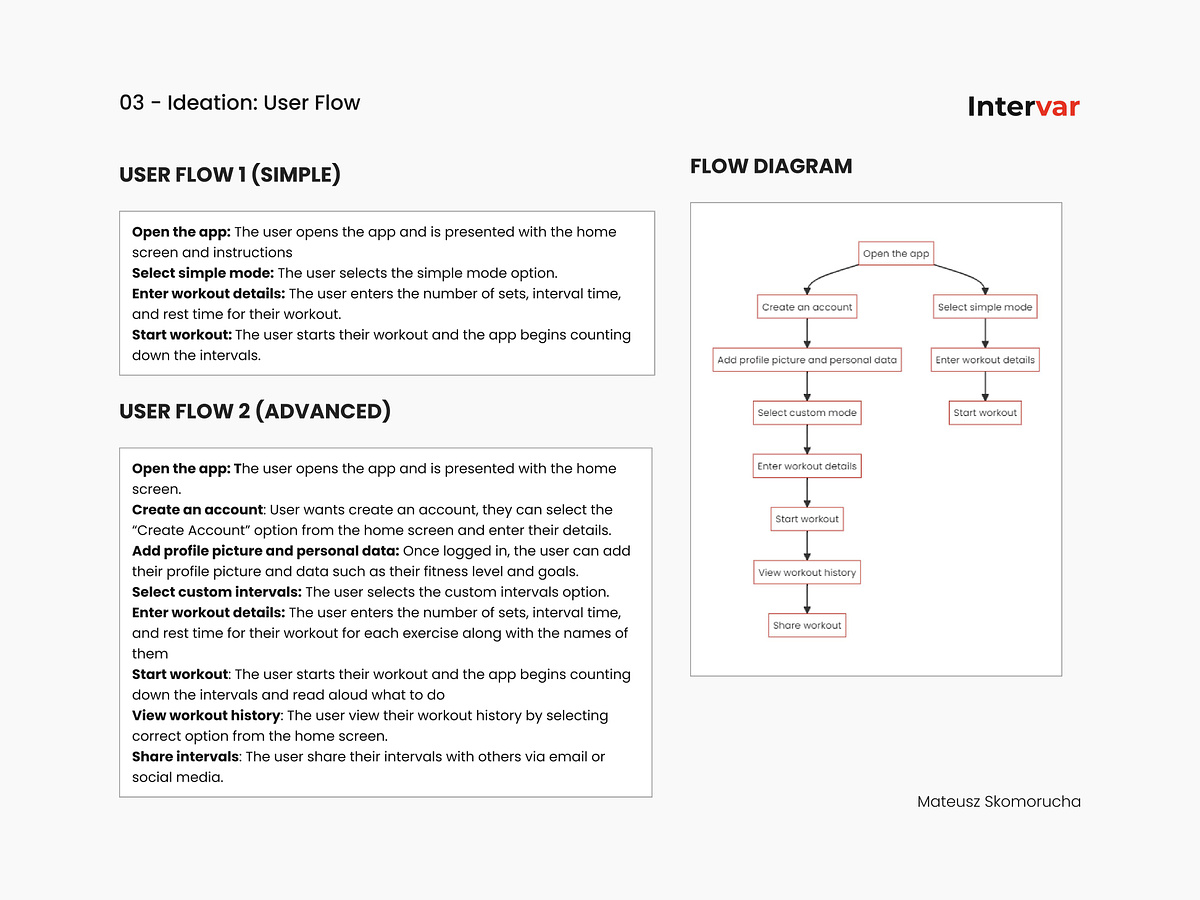 03 - Ideation: User Flow
Intervar
USER FLOW 1 (SIMPLE)
Open the app: The user opens the app and is presented with the home
screen and instructions
Select simple mode: The user selects the simple mode option.
Enter workout details: The user enters the number of sets, interval time,
and rest time for their workout.
Start workout: The user starts their workout and the app begins counting
down the intervals.
USER FLOW 2 (ADVANCED)
Open the app: The user opens the app and is presented with the home
screen.
Create an account: User wants create an account, they can select the
“Create Account” option from the home screen and enter their details.
Add profile picture and personal data: Once logged in, the user can add
their profile picture and data such as their fitness level and goals.
Select custom intervals: The user selects the custom intervals option.
Enter workout details: The user enters the number of sets, interval time,
and rest time for their workout for each exercise along with the names of
them
Start workout: The user starts their workout and the app begins counting
down the intervals and read aloud what to do
View workout history: The user view their workout history by selecting
correct option from the home screen.
Share intervals: The user share their intervals with others via email or
social media.
FLOW DIAGRAM
Open the app
Create an account
Select simple mode
Add profile picture and personal data
Enter workout details
Select custom mode
Start workout
Enter workout details
Start workout
View workout history
Share workout
Mateusz Skomorucha